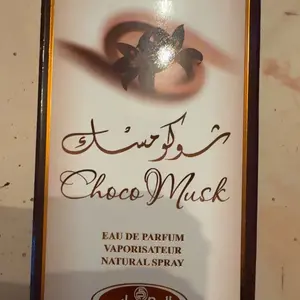 شوكو مسك
Choco Musk
EAU DE PARFUM
VAPORISATEUR
NATURAL SPRAY